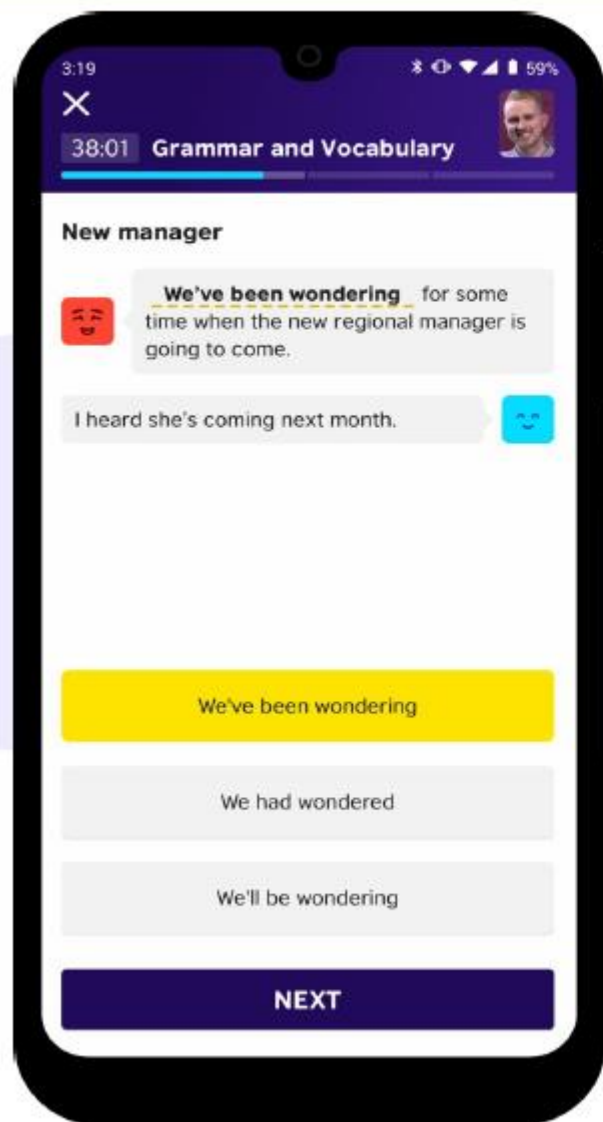 3:19
59%
38:01 Grammar and Vocabulary
New manager
We've been wondering for some
time when the new regional manager is
going to come.
I heard she's coming next month.
We've been wondering
We had wondered
We'll be wondering
NEXT